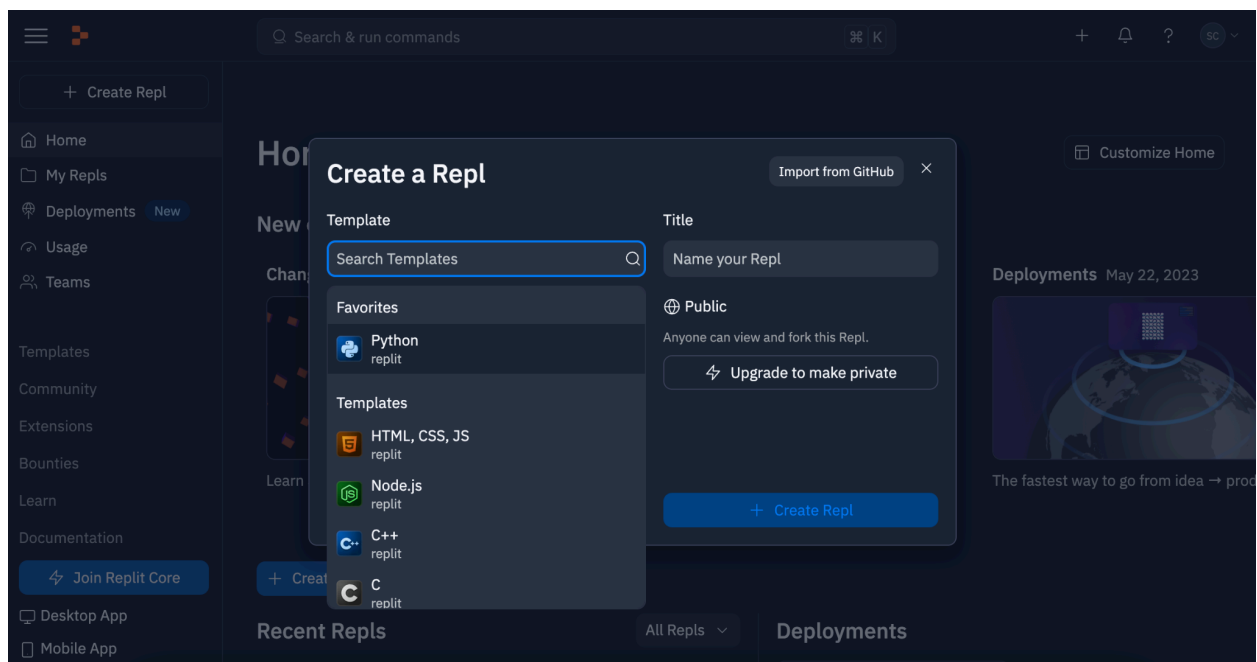 Search & run commands
⌘ K
+
?
SC
+ Create Repl
Home
My Repls
Deployments New
Usage
Teams
Templates
Community
Extensions
Bounties
Learn
Documentation
Join Replit Core
Desktop App
Mobile App
Customize Home
New
Deployments May 22, 2023
Learn
The fastest way to go from idea →
Recent Repls
All Repls
Deployments
Create a Repl
Import from GitHub
Template
Search Templates
Favorites
Python
replit
Templates
HTML, CSS, JS
replit
Node.js
replit
C++
replit
C
replit
Title
Name your Repl
Public
Anyone can view and fork this Repl.
Upgrade to make private
+ Create Repl